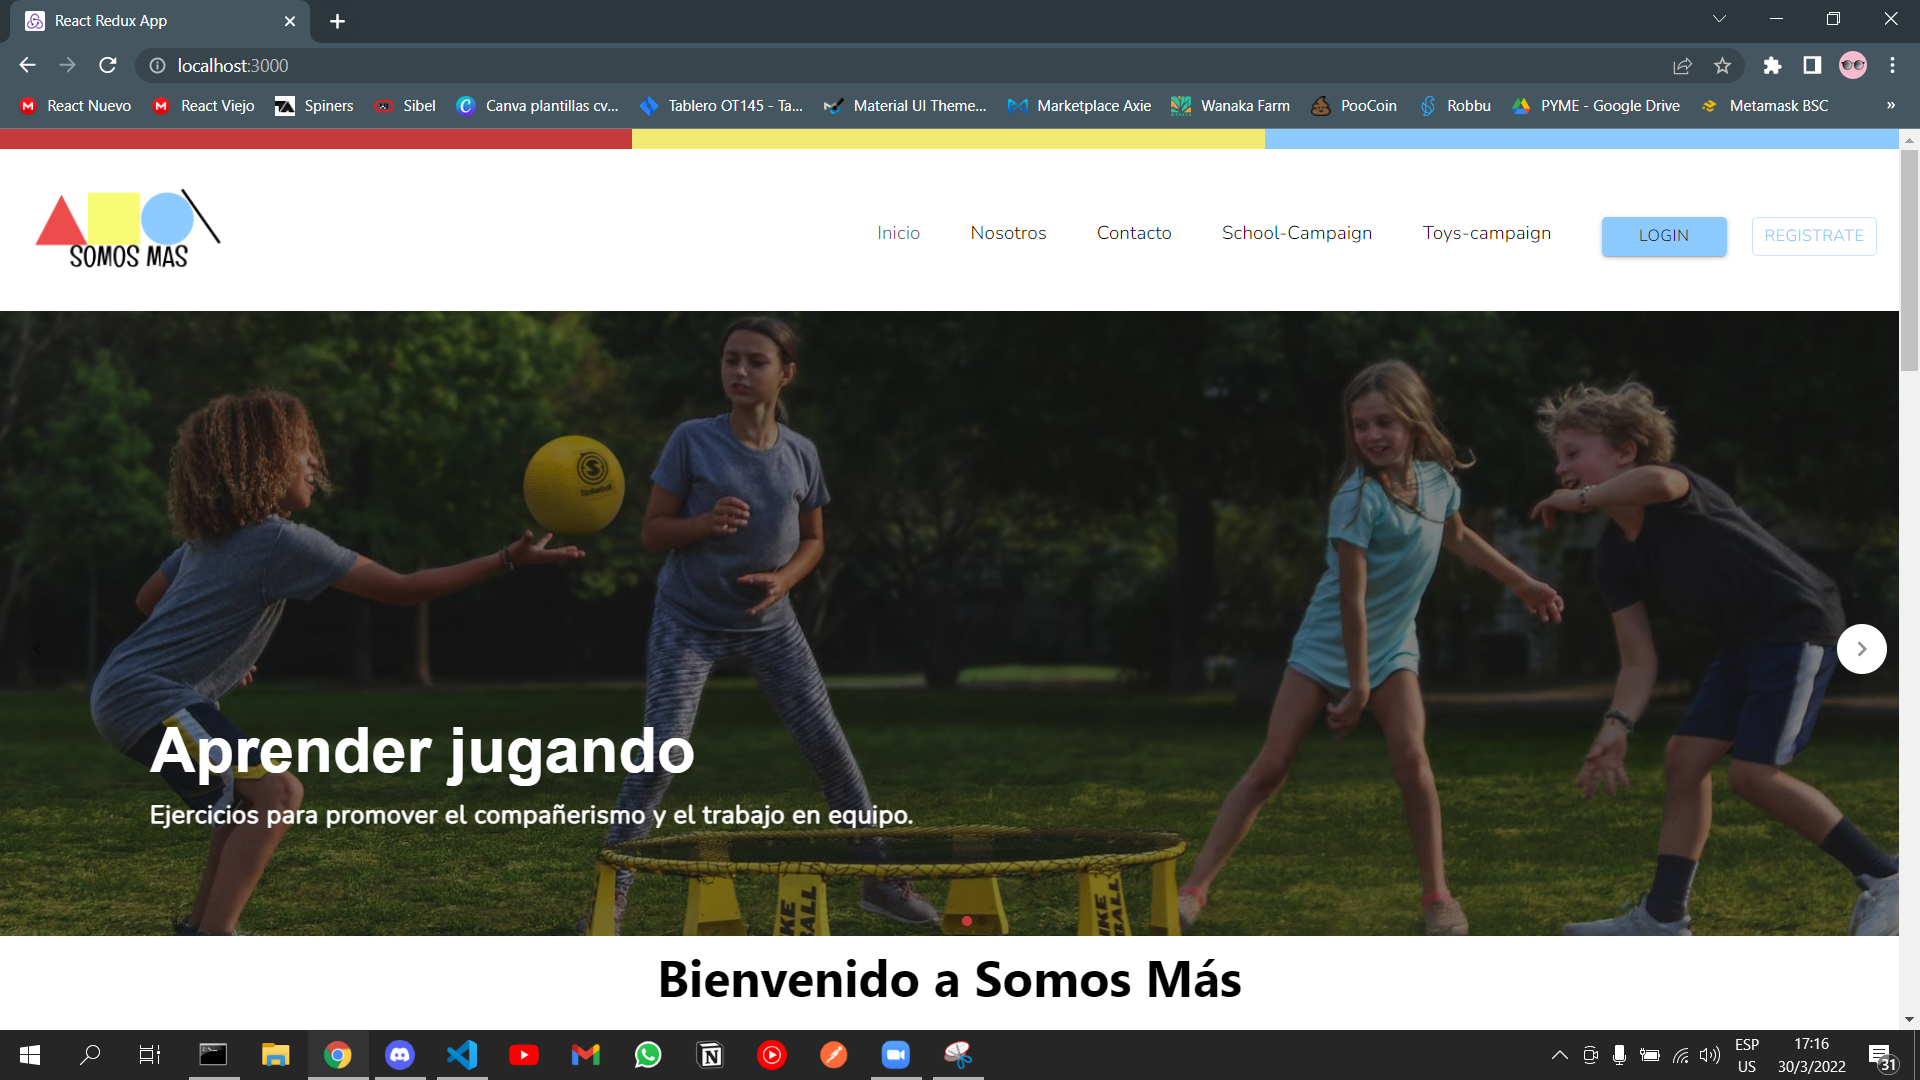 React Redux App
localhost:3000
React Nuevo
React Viejo
Spiners
Sibel
Canva plantillas cv...
Tablero OT145 - Ta...
Material UI Theme...
Marketplace Axie
Wanaka Farm
PooCoin
Robbu
PYME - Google Drive
Metamask BSC
»
SOMOS MAS
Inicio
Nosotros
Contacto
School-Campaign
Toys-campaign
LOGIN
REGISTRATE
Spikeball
Aprender jugando
Ejercicios para promover el compañerismo y el trabajo en equipo.
Bienvenido a Somos Más
ESP
US
17:16
30/3/2022
31